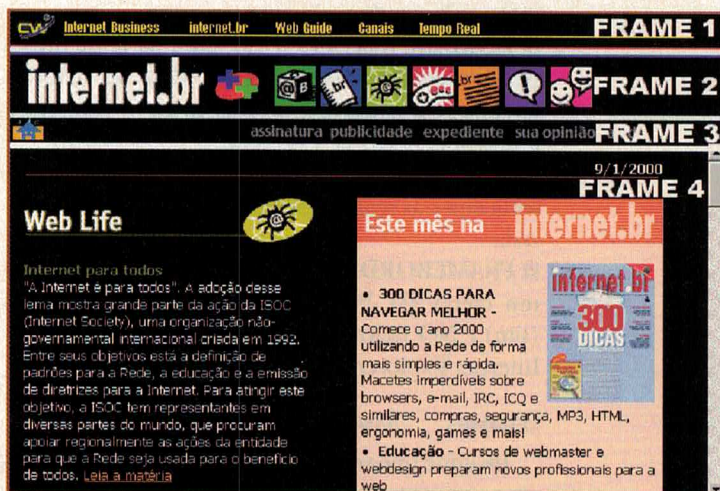 Internet Business internet.br Web Guide Canais Tempo Real FRAME 1
internet.br FRAME 2
assinatura publicidade expediente sua opinião FRAME 3
9/1/2000
FRAME 4
Web Life
Internet para todos
"A Internet é para todos". A adoção desse
lema mostra grande parte da ação da ISOC
(Internet Society), uma organização não-
governamental internacional criada em 1992.
Entre seus objetivos está a definição de
padrões para a Rede, a educação e a emissão
de diretrizes para a Internet. Para atingir este
objetivo, a ISOC tem representantes em
diversas partes do mundo, que procuram
apoiar regionalmente as ações da entidade
para que a Rede seja usada para o benefício
de todos. Leia a matéria
Este mês na internet.br
• 300 DICAS PARA
NAVEGAR MELHOR -
Comece o ano 2000
utilizando a Rede de forma
mais simples e rápida.
Macetes imperdíveis sobre
browsers, e-mail, IRC, ICQ e
similares, compras, segurança, MP3, HTML,
ergonomia, games e mais!
• Educação - Cursos de webmaster e
webdesign preparam novos profissionais para a
web
internet.br
300
DICAS